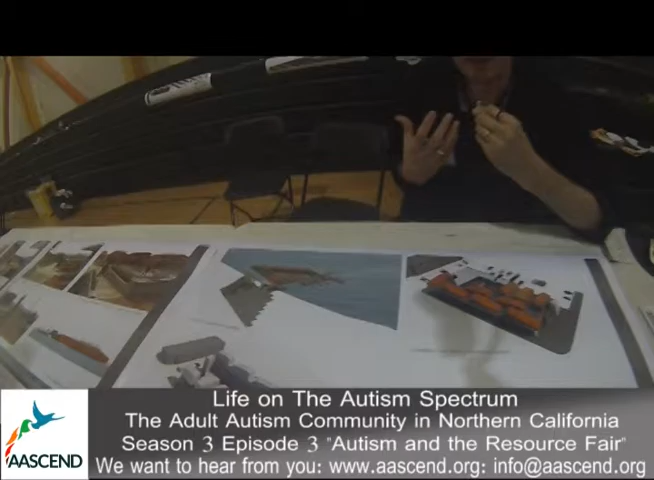 Life on The Autism Spectrum
The Adult Autism Community in Northern California
Season 3 Episode 3 "Autism and the Resource Fair"
AASCEND
We want to hear from you: www.aascend.org: info@aascend.org